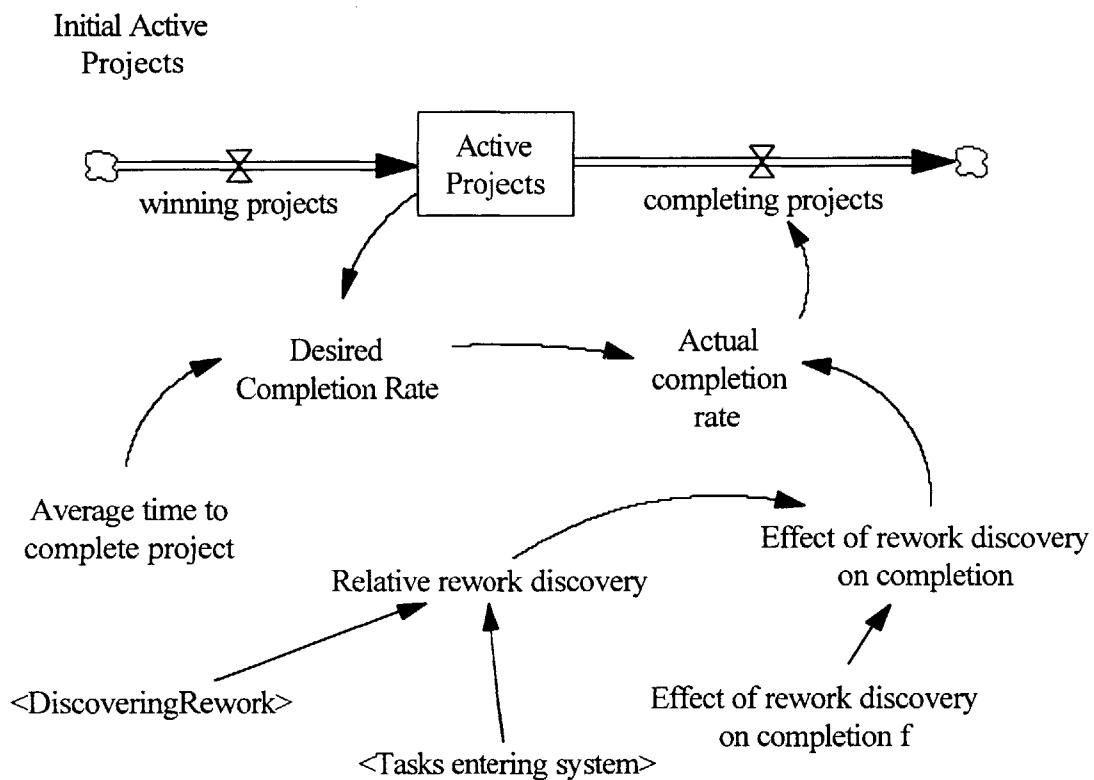 Initial Active
Projects
Active
Projects
winning projects
completing projects
Desired
Completion Rate
Actual
completion
rate
Average time to
complete project
Effect of rework discovery
on completion
Relative rework discovery
<DiscoveringRework>
Effect of rework discovery
on completion f
<Tasks entering system>